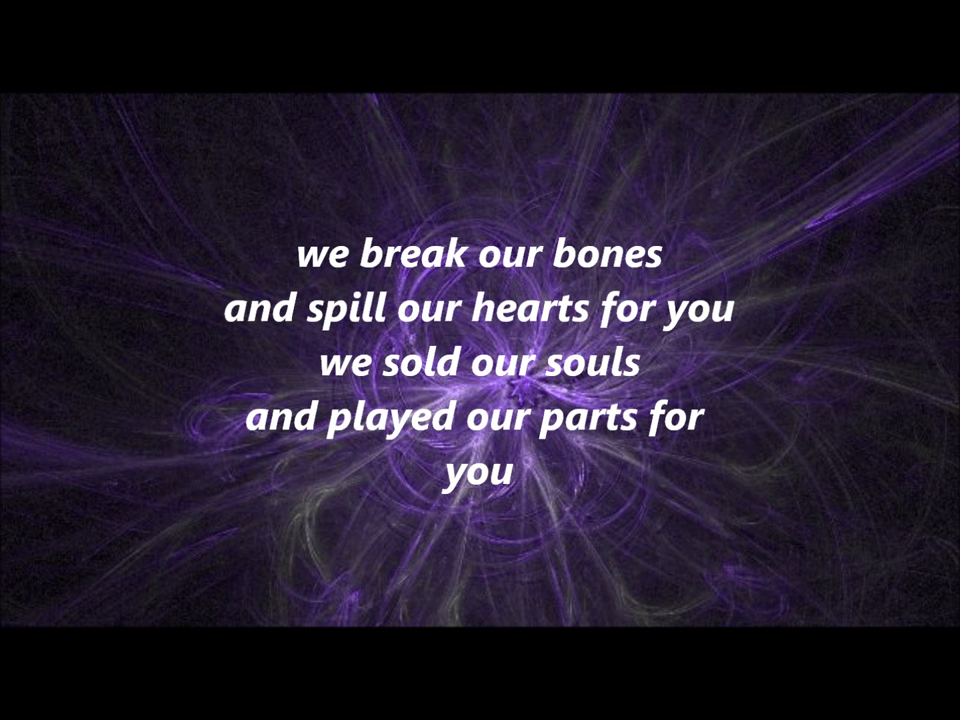 we break our bones
and spill our hearts for you
we sold our souls
and played our parts for
you